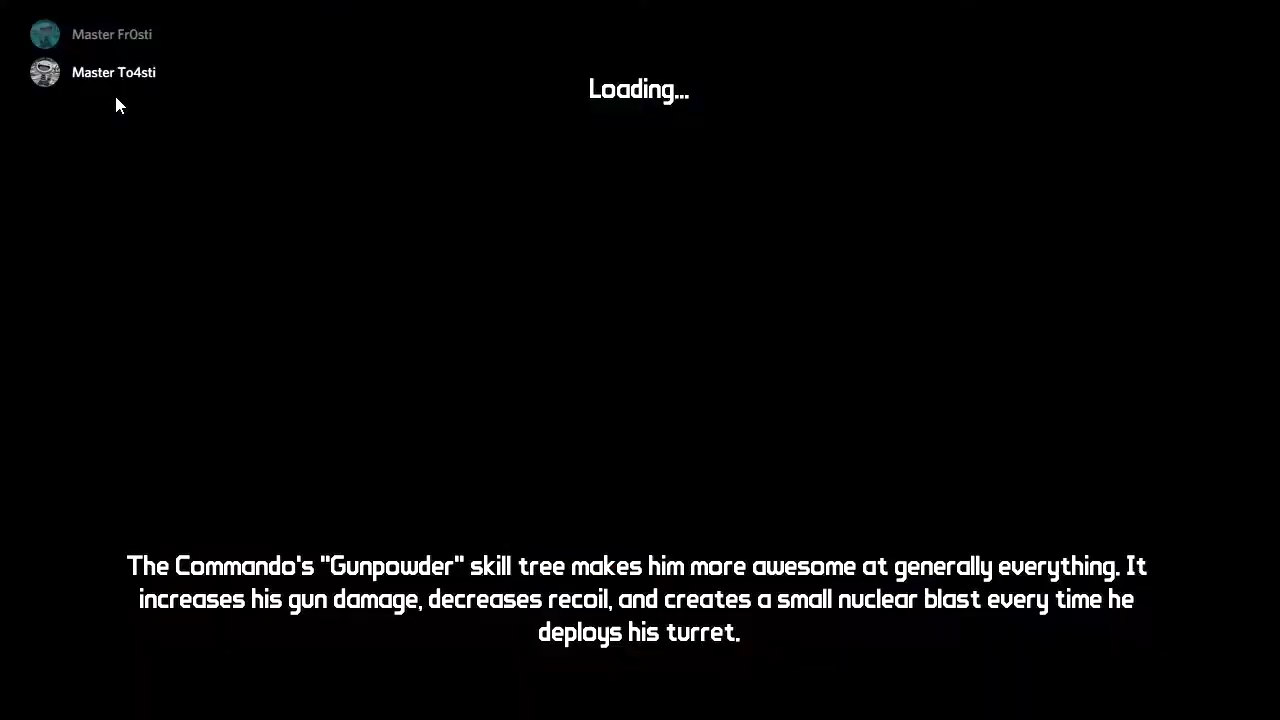 Master Fr0sti
Master To4sti
Loading...
The Commando's "Gunpowder" skill tree makes him more awesome at generally everything. It
increases his gun damage, decreases recoil, and creates a small nuclear blast every time he
deploys his turret.